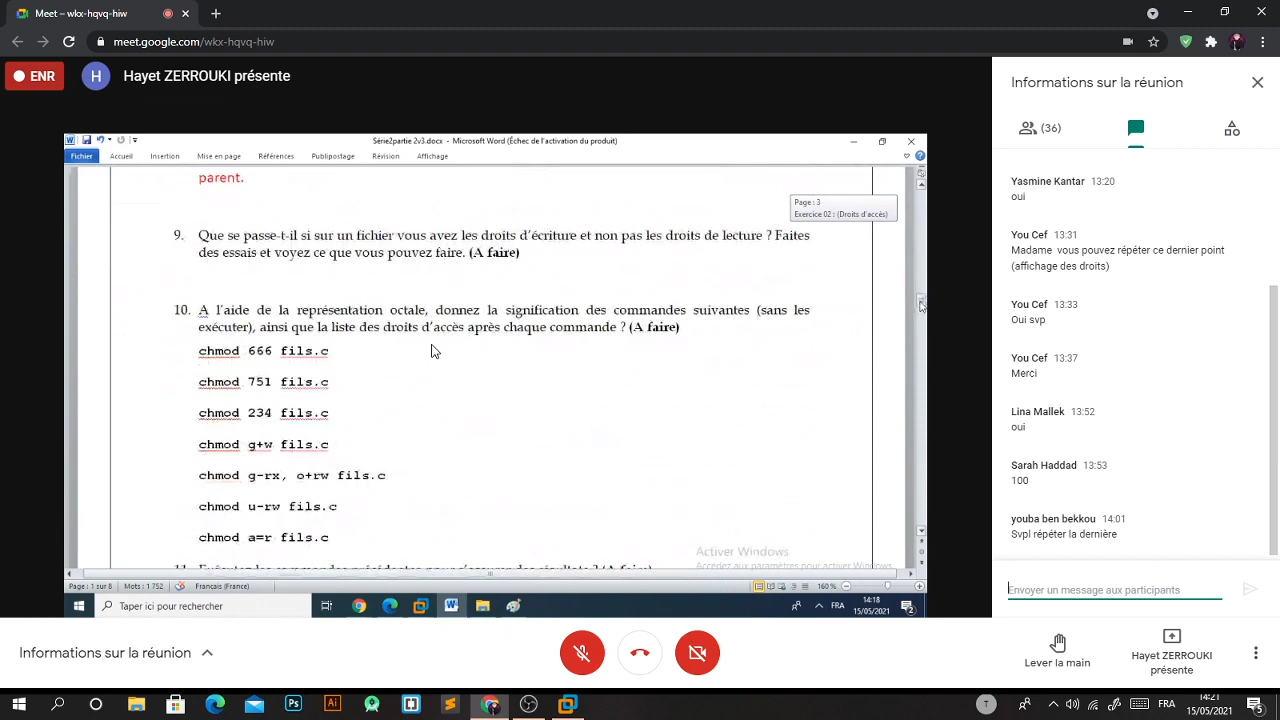 Meet – wkx-hqvq-hiw
meet.google.com/wkx-hqvq-hiw
ENR
H
Hayet ZERROUKI présente
Informations sur la réunion
(36)
Série2partie 2v3.docx - Microsoft Word (Échec de l'activation du produit)
Fichier Accueil Insertion Mise en page Références Publipostage Révision Affichage
parent.
Page : 3
Exercice 02 : (Droits d'accès)
9. Que se passe-t-il si sur un fichier vous avez les droits d'écriture et non pas les droits de lecture ? Faites
des essais et voyez ce que vous pouvez faire. (A faire)
10. A l'aide de la représentation octale, donnez la signification des commandes suivantes (sans les
exécuter), ainsi que la liste des droits d'accès après chaque commande ? (A faire)
chmod 666 fils.c
chmod 751 fils.c
chmod 234 fils.c
chmod g+w fils.c
chmod g-rx, o+rw fils.c
chmod u-rw fils.c
chmod a=r fils.c
Activer Windows
Accédez aux paramètres pour activer Windows
Page : 1 sur 8 Mots : 1 752 Français (France) 160 %
Taper ici pour rechercher
FRA
14:18
15/05/2021
2
Yasmine Kantar 13:20
oui
You Cef 13:31
Madame vous pouvez répéter ce dernier point
(affichage des droits)
You Cef 13:33
Oui svp
You Cef 13:37
Merci
Lina Mallek 13:52
oui
Sarah Haddad 13:53
100
youba ben bekkou 14:01
Svpl répéter la dernière
Envoyer un message aux participants
Informations sur la réunion
Lever la main
Hayet ZERROUKI
présente
Ps
Ai
T
FRA
14:21
15/05/2021